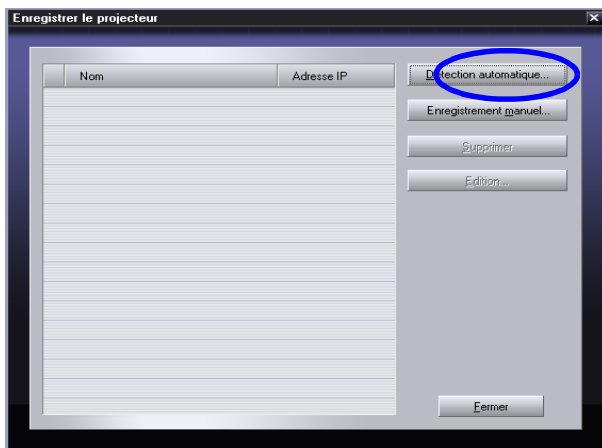 Enregistrer le projecteur
Nom Adresse IP
Détection automatique...
Enregistrement manuel...
Supprimer
Edition...
Fermer